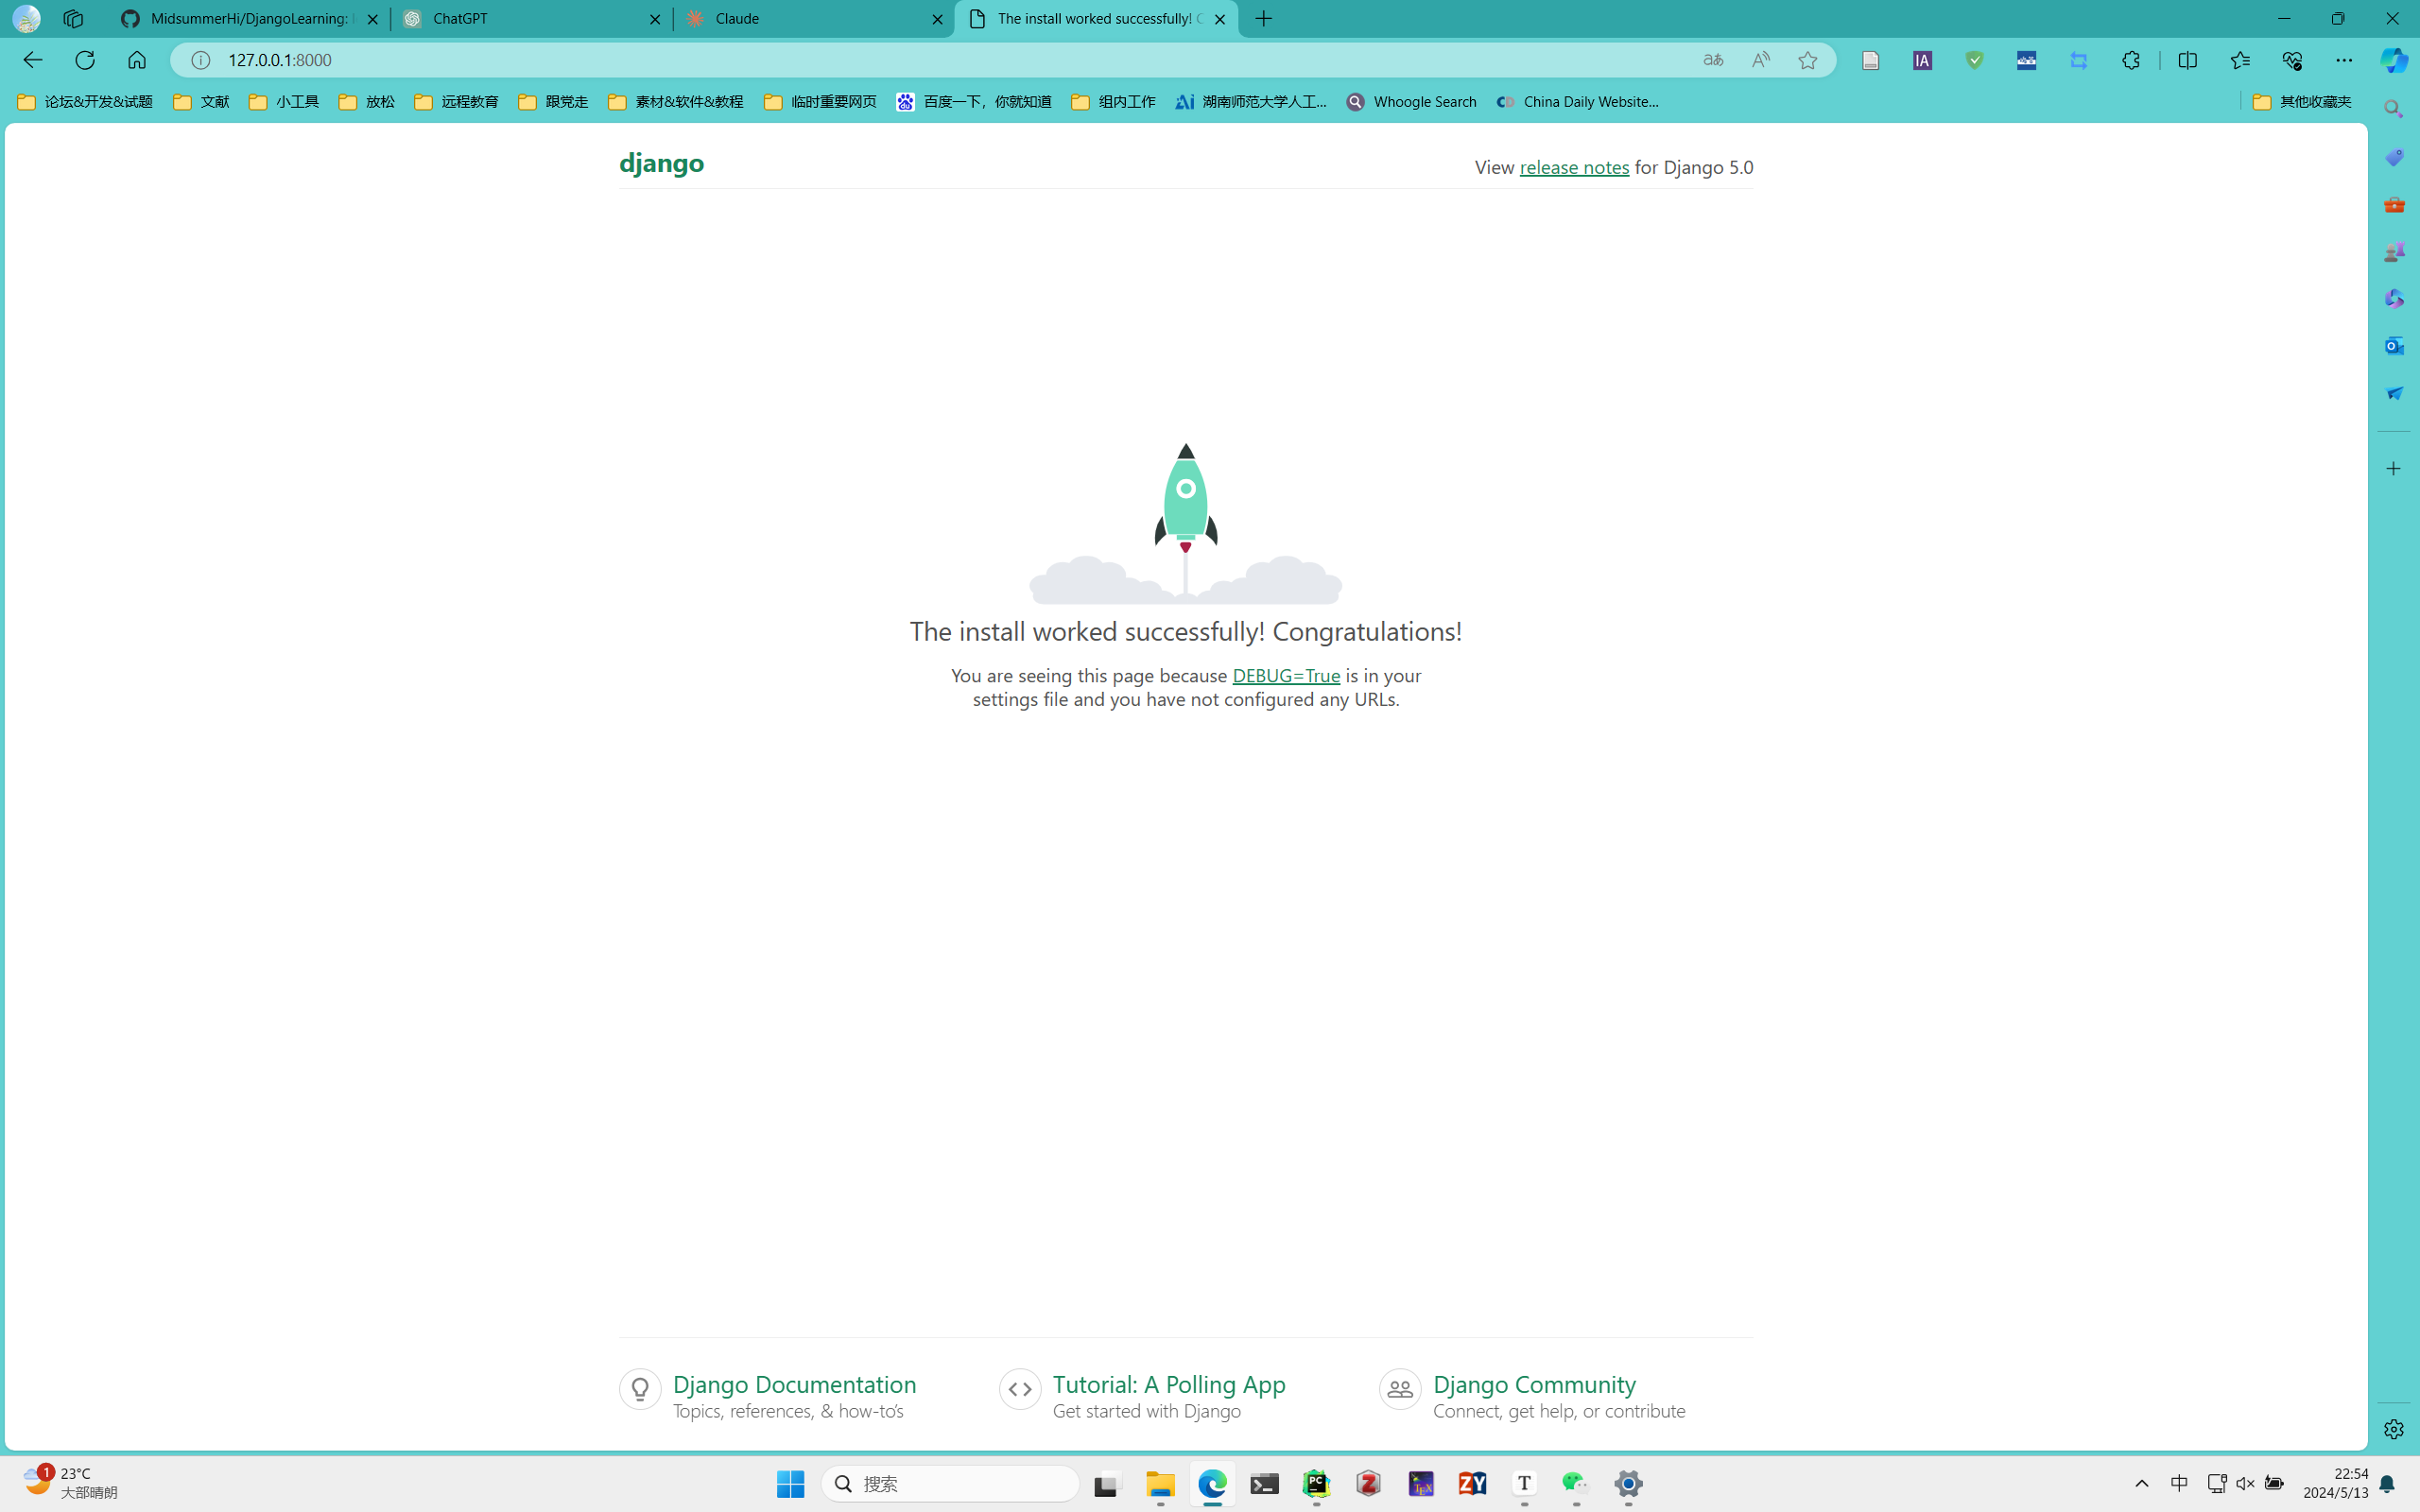 MidsummerHi/DjangoLearning:
ChatGPT
Claude
The install worked successfully! C
127.0.0.1:8000
论坛&开发&试题
文献
小工具
放松
远程教育
跟党走
素材&软件&教程
临时重要网页
百度一下，你就知道
组内工作
湖南师范大学人工...
Whoogle Search
China Daily Website...
其他收藏夹
django
View release notes for Django 5.0
The install worked successfully! Congratulations!
You are seeing this page because DEBUG=True is in your
settings file and you have not configured any URLs.
Django Documentation
Topics, references, & how-to's
Tutorial: A Polling App
Get started with Django
Django Community
Connect, get help, or contribute
1
23°C
大部晴朗
搜索
中
22:54
2024/5/13